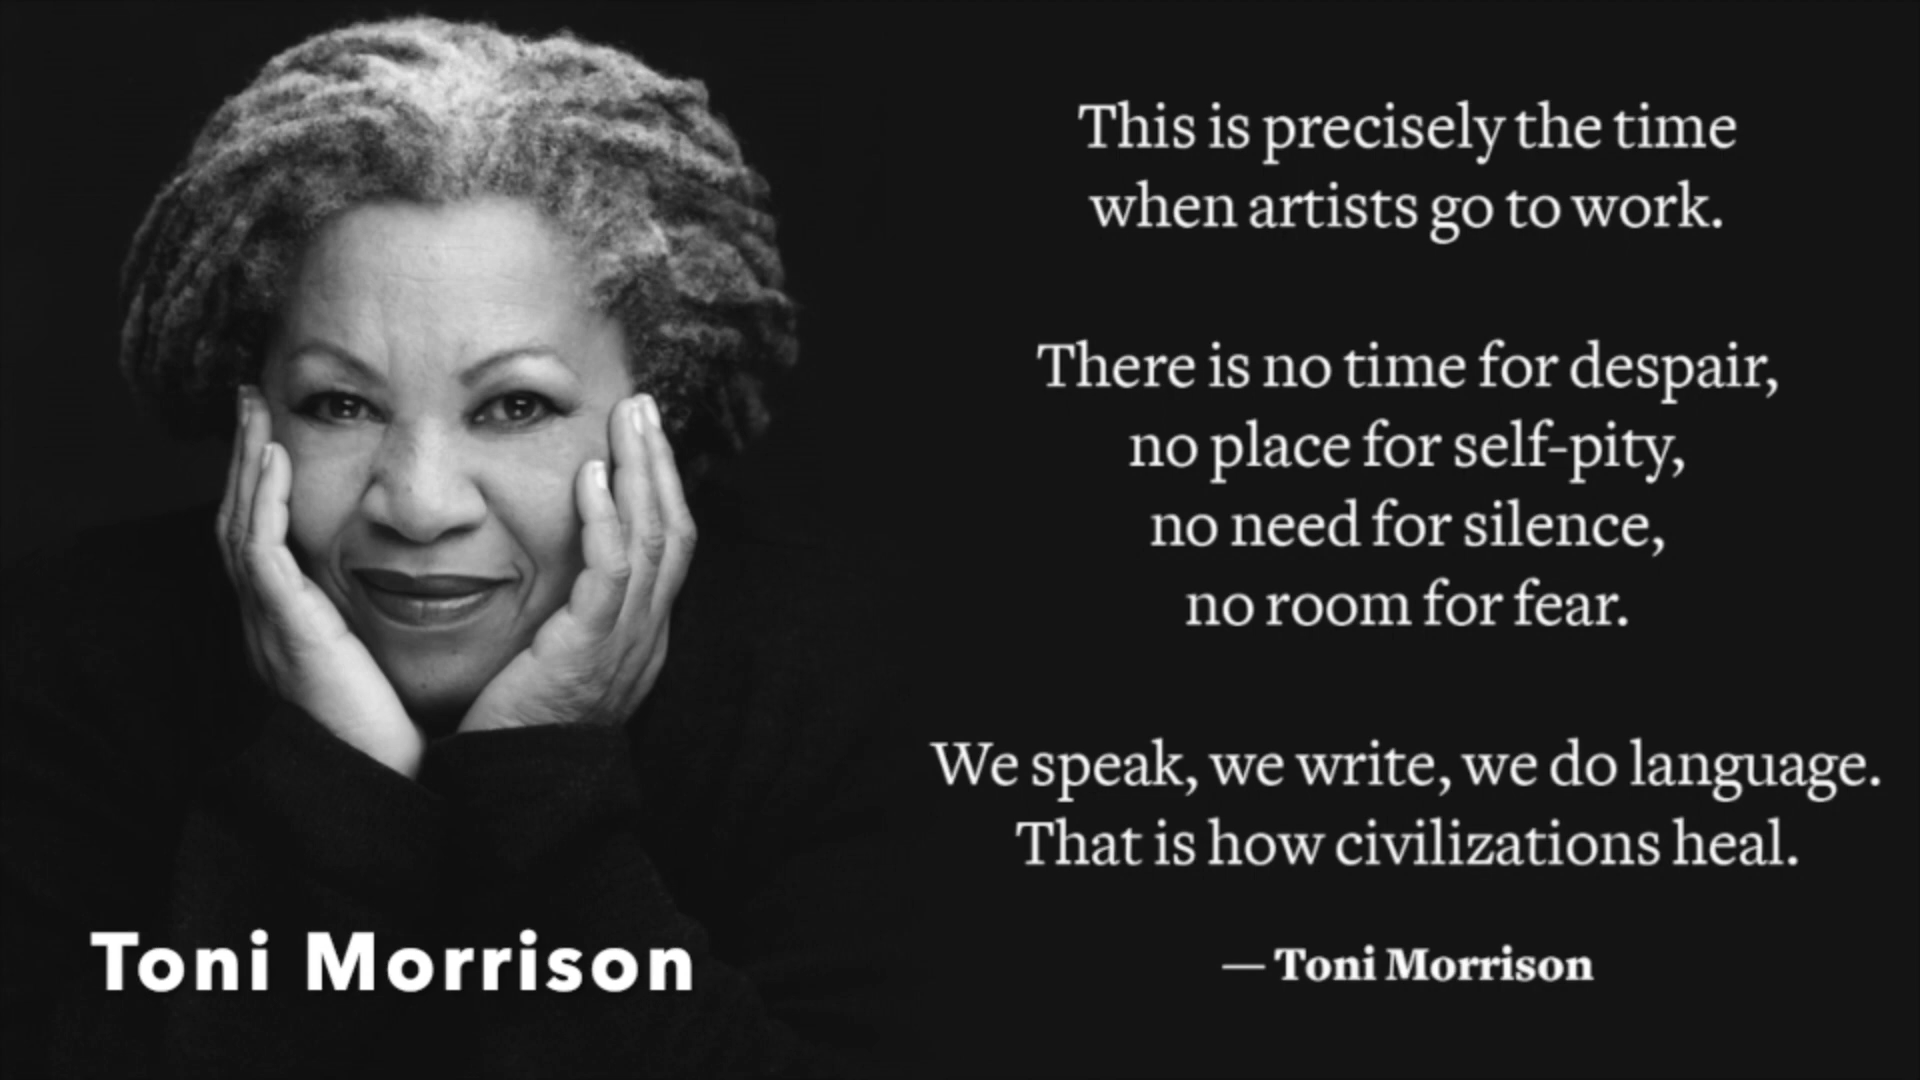 This is precisely the time
when artists go to work.
There is no time for despair,
no place for self-pity,
no need for silence,
no room for fear.
We speak, we write, we do language.
That is how civilizations heal.
— Toni Morrison
Toni Morrison